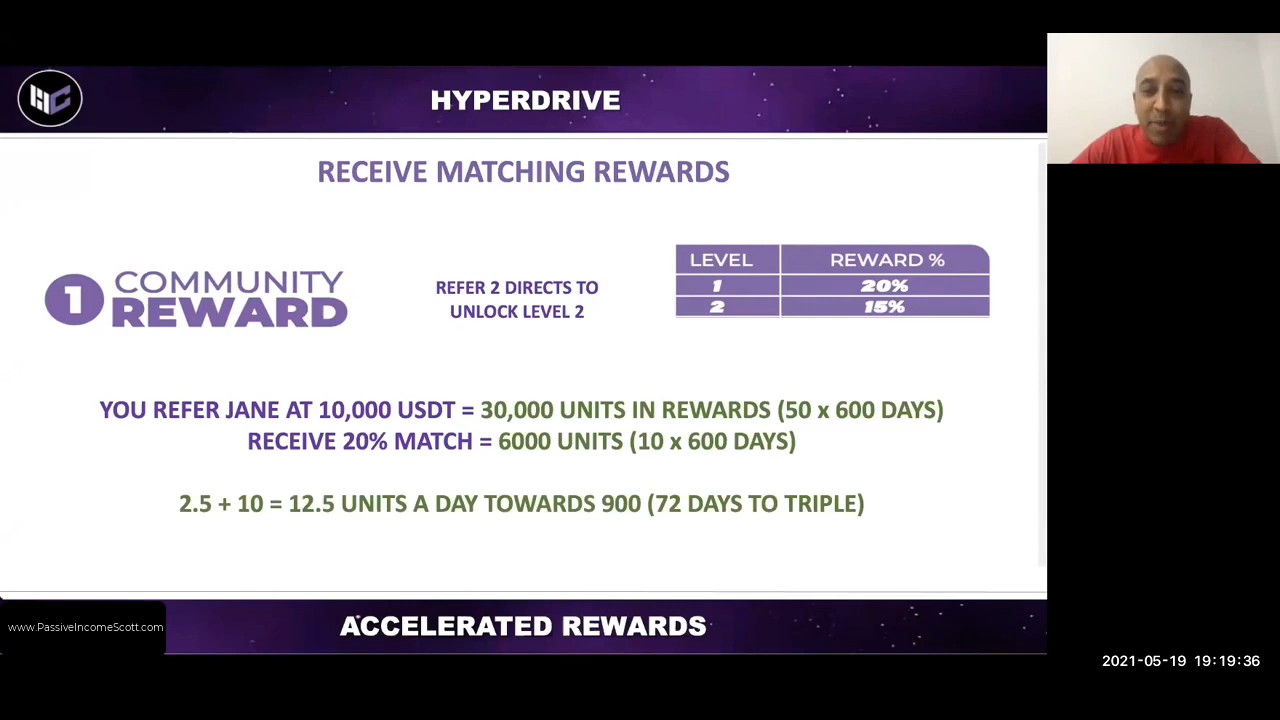 HC
HYPERDRIVE
RECEIVE MATCHING REWARDS
1 COMMUNITY
REWARD
REFER 2 DIRECTS TO
UNLOCK LEVEL 2
LEVEL REWARD %
1 20%
2 15%
YOU REFER JANE AT 10,000 USDT = 30,000 UNITS IN REWARDS (50 x 600 DAYS)
RECEIVE 20% MATCH = 6000 UNITS (10 x 600 DAYS)
2.5 + 10 = 12.5 UNITS A DAY TOWARDS 900 (72 DAYS TO TRIPLE)
www.PassiveIncomeScott.com
ACCELERATED REWARDS
2021-05-19 19:19:36